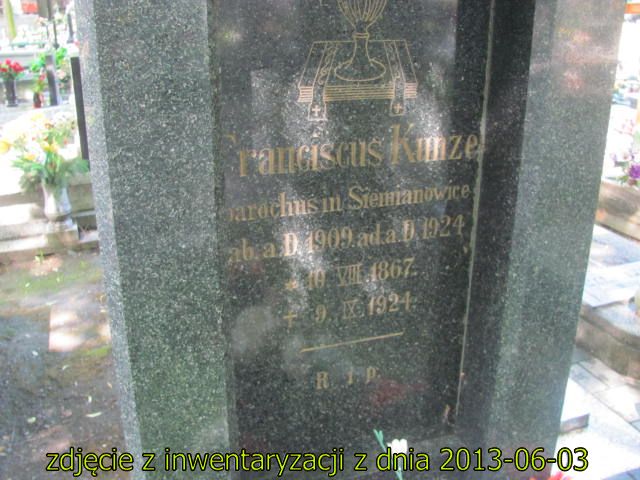 Franciscus Kunze
parochus in Siemianowice
ab. a. D. 1909. ad. a. D. 1924
* 10 VIII 1867
+ 9. IX 1924
R. i. p.
zdjęcie z inwentaryzacji z dnia 2013-06-03